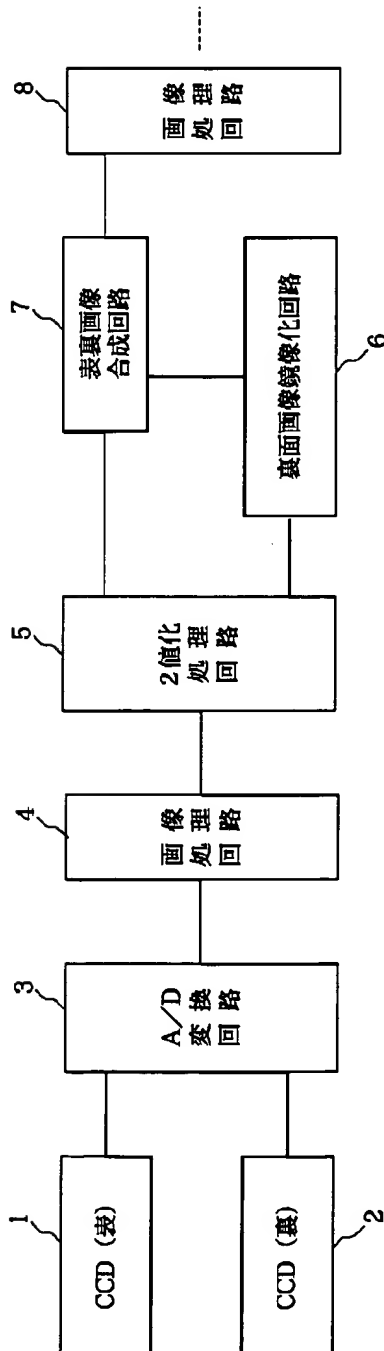 1
CCD (表)
2
CCD (裏)
3
A/D
変換
回路
4
画像
処理
回路
5
2値化
処理
回路
6
裏面画像鏡像化回路
7
表裏画像
合成回路
8
画像
処理
回路